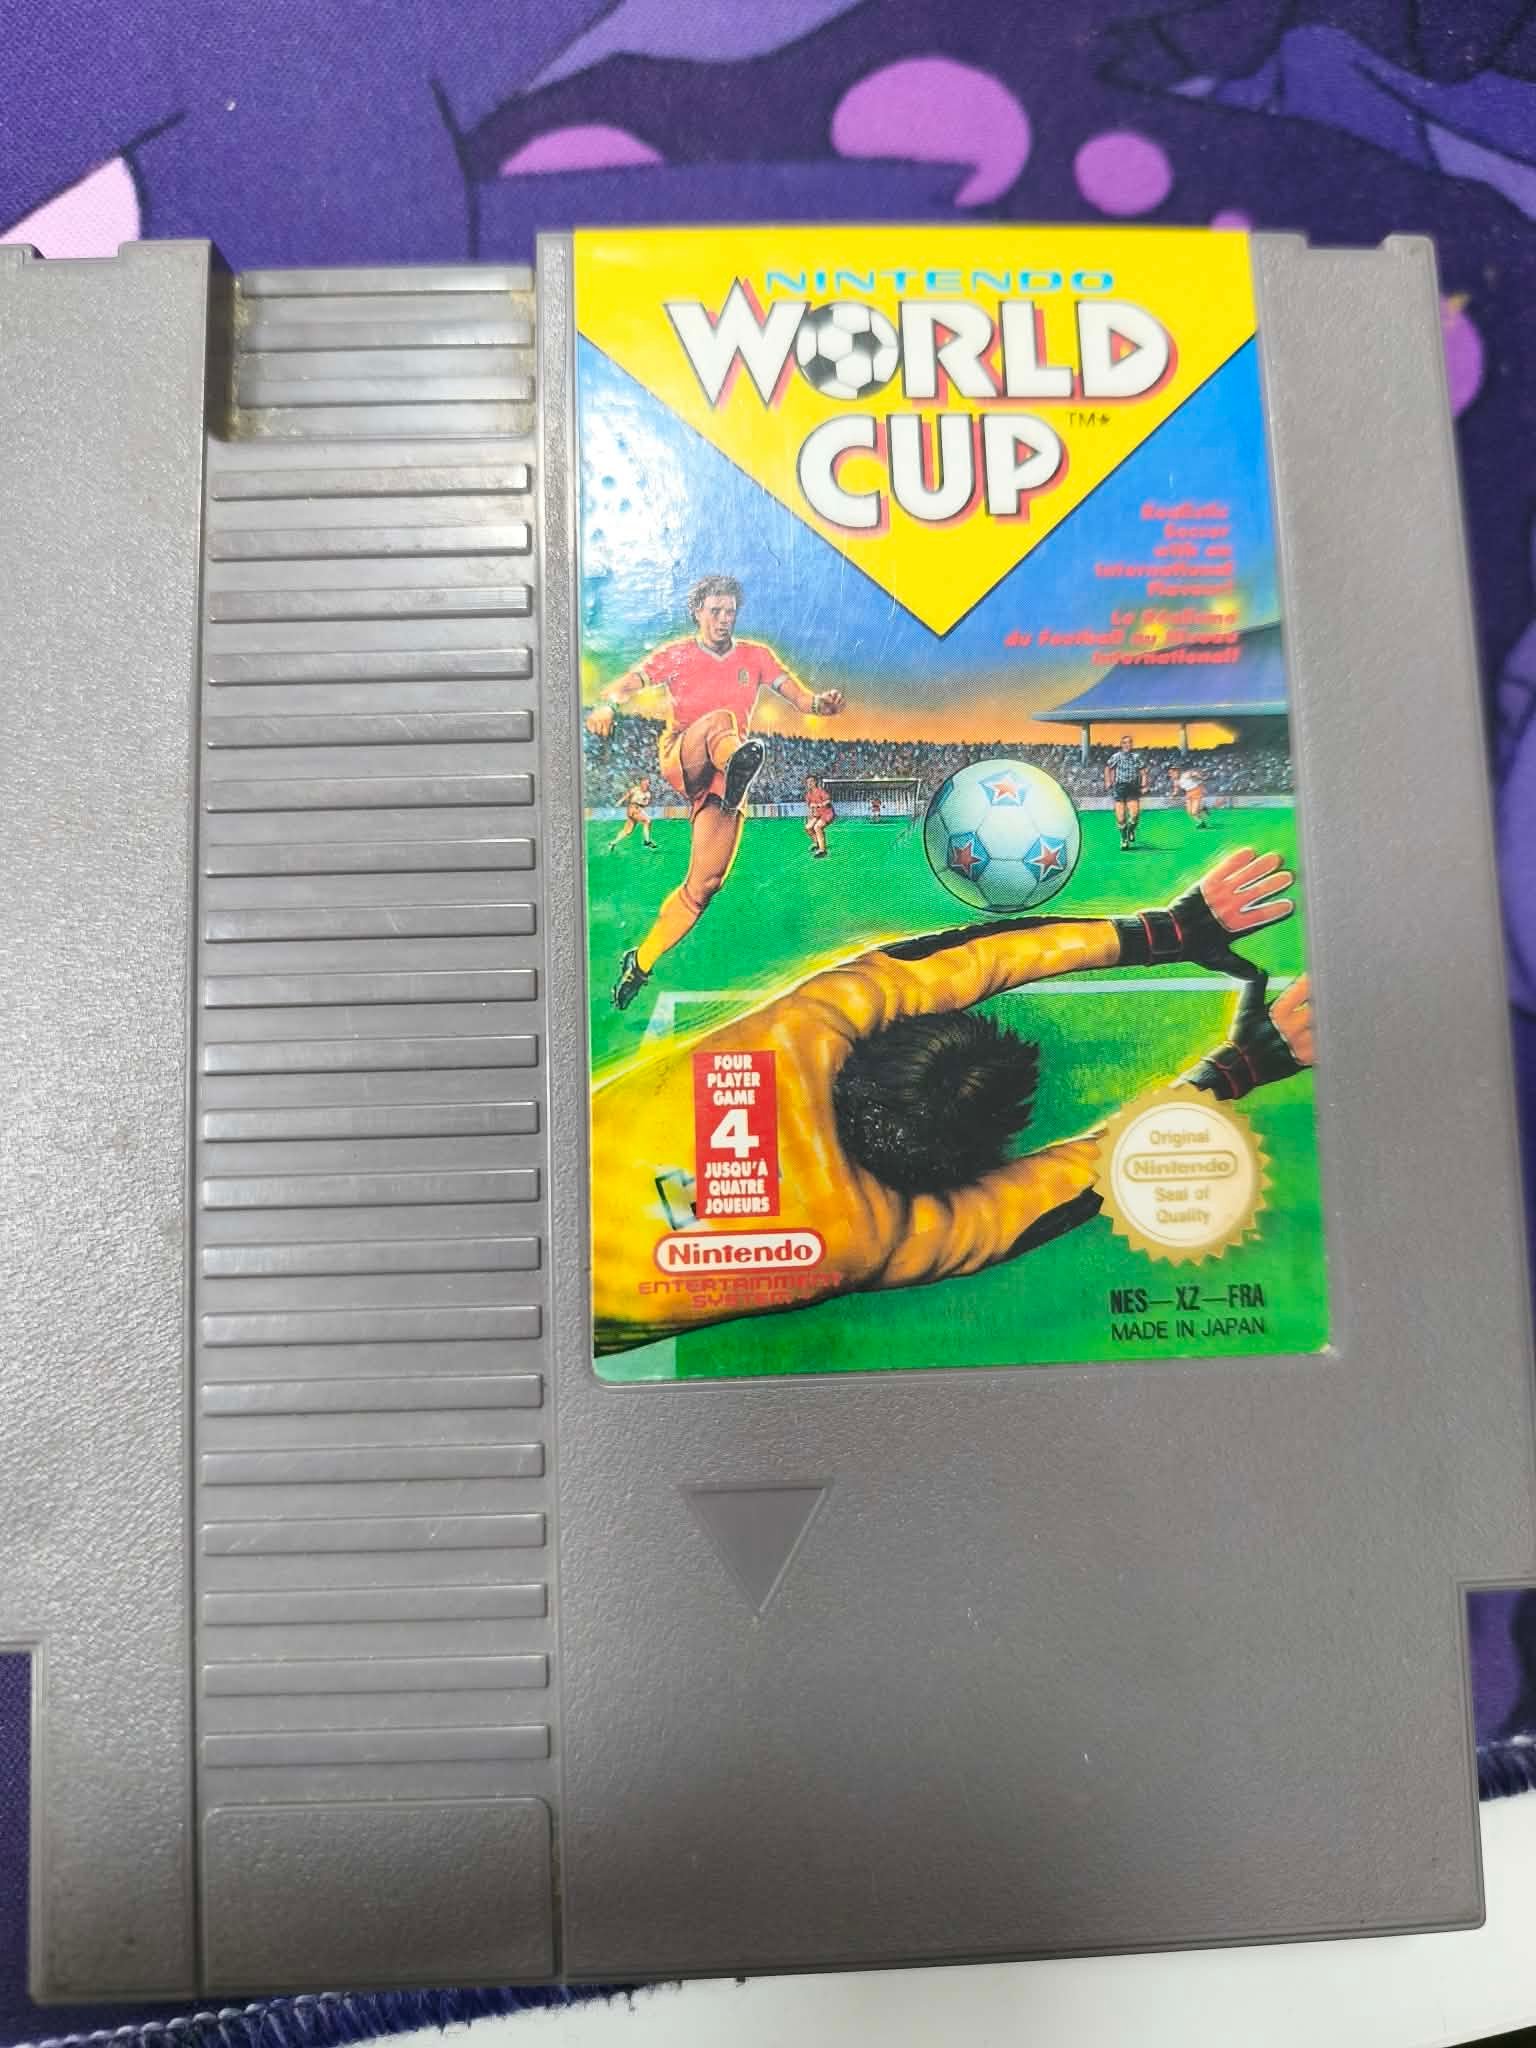 NINTENDO
WORLD
CUP ™*
Realistic
Soccer
with an
International
Flavour!
Le Réalisme
du Football au Niveau
International!
FOUR
PLAYER
GAME
4
JUSQU'À
QUATRE
JOUEURS
Nintendo
ENTERTAINMENT
SYSTEM
Original
Nintendo
Seal of
Quality
NES—XZ—FRA
MADE IN JAPAN